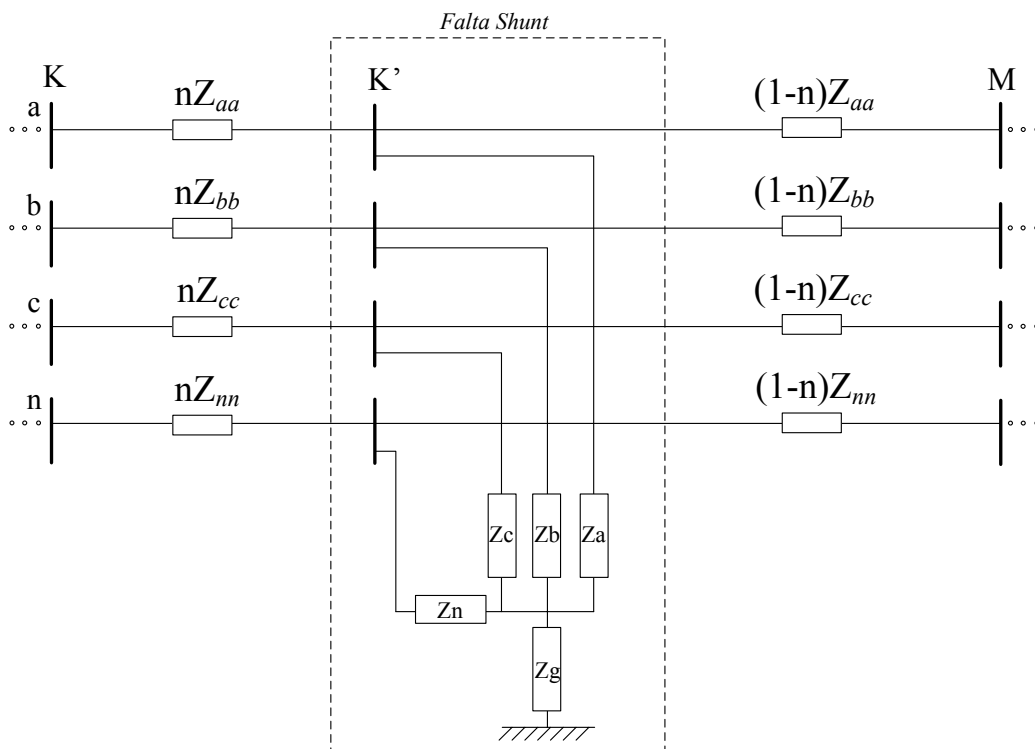 Falta Shunt
K K’ M
a nZaa (1-n)Zaa
b nZbb (1-n)Zbb
c nZcc (1-n)Zcc
n nZnn (1-n)Znn
Zc Zb Za
Zn
Zg